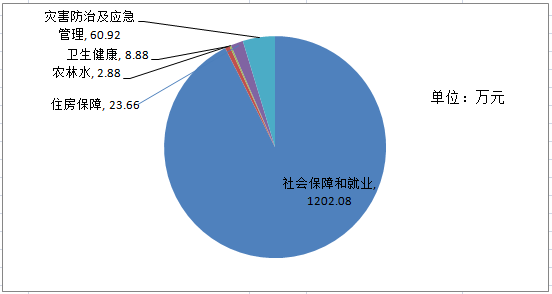 灾害防治及应急
管理, 60.92
卫生健康, 8.88
农林水, 2.88
住房保障, 23.66
单位：万元
社会保障和就业,
1202.08